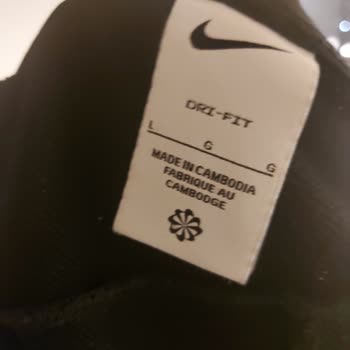 DRI-FIT
L G G
MADE IN CAMBODIA
FABRIQUE AU
CAMBODGE